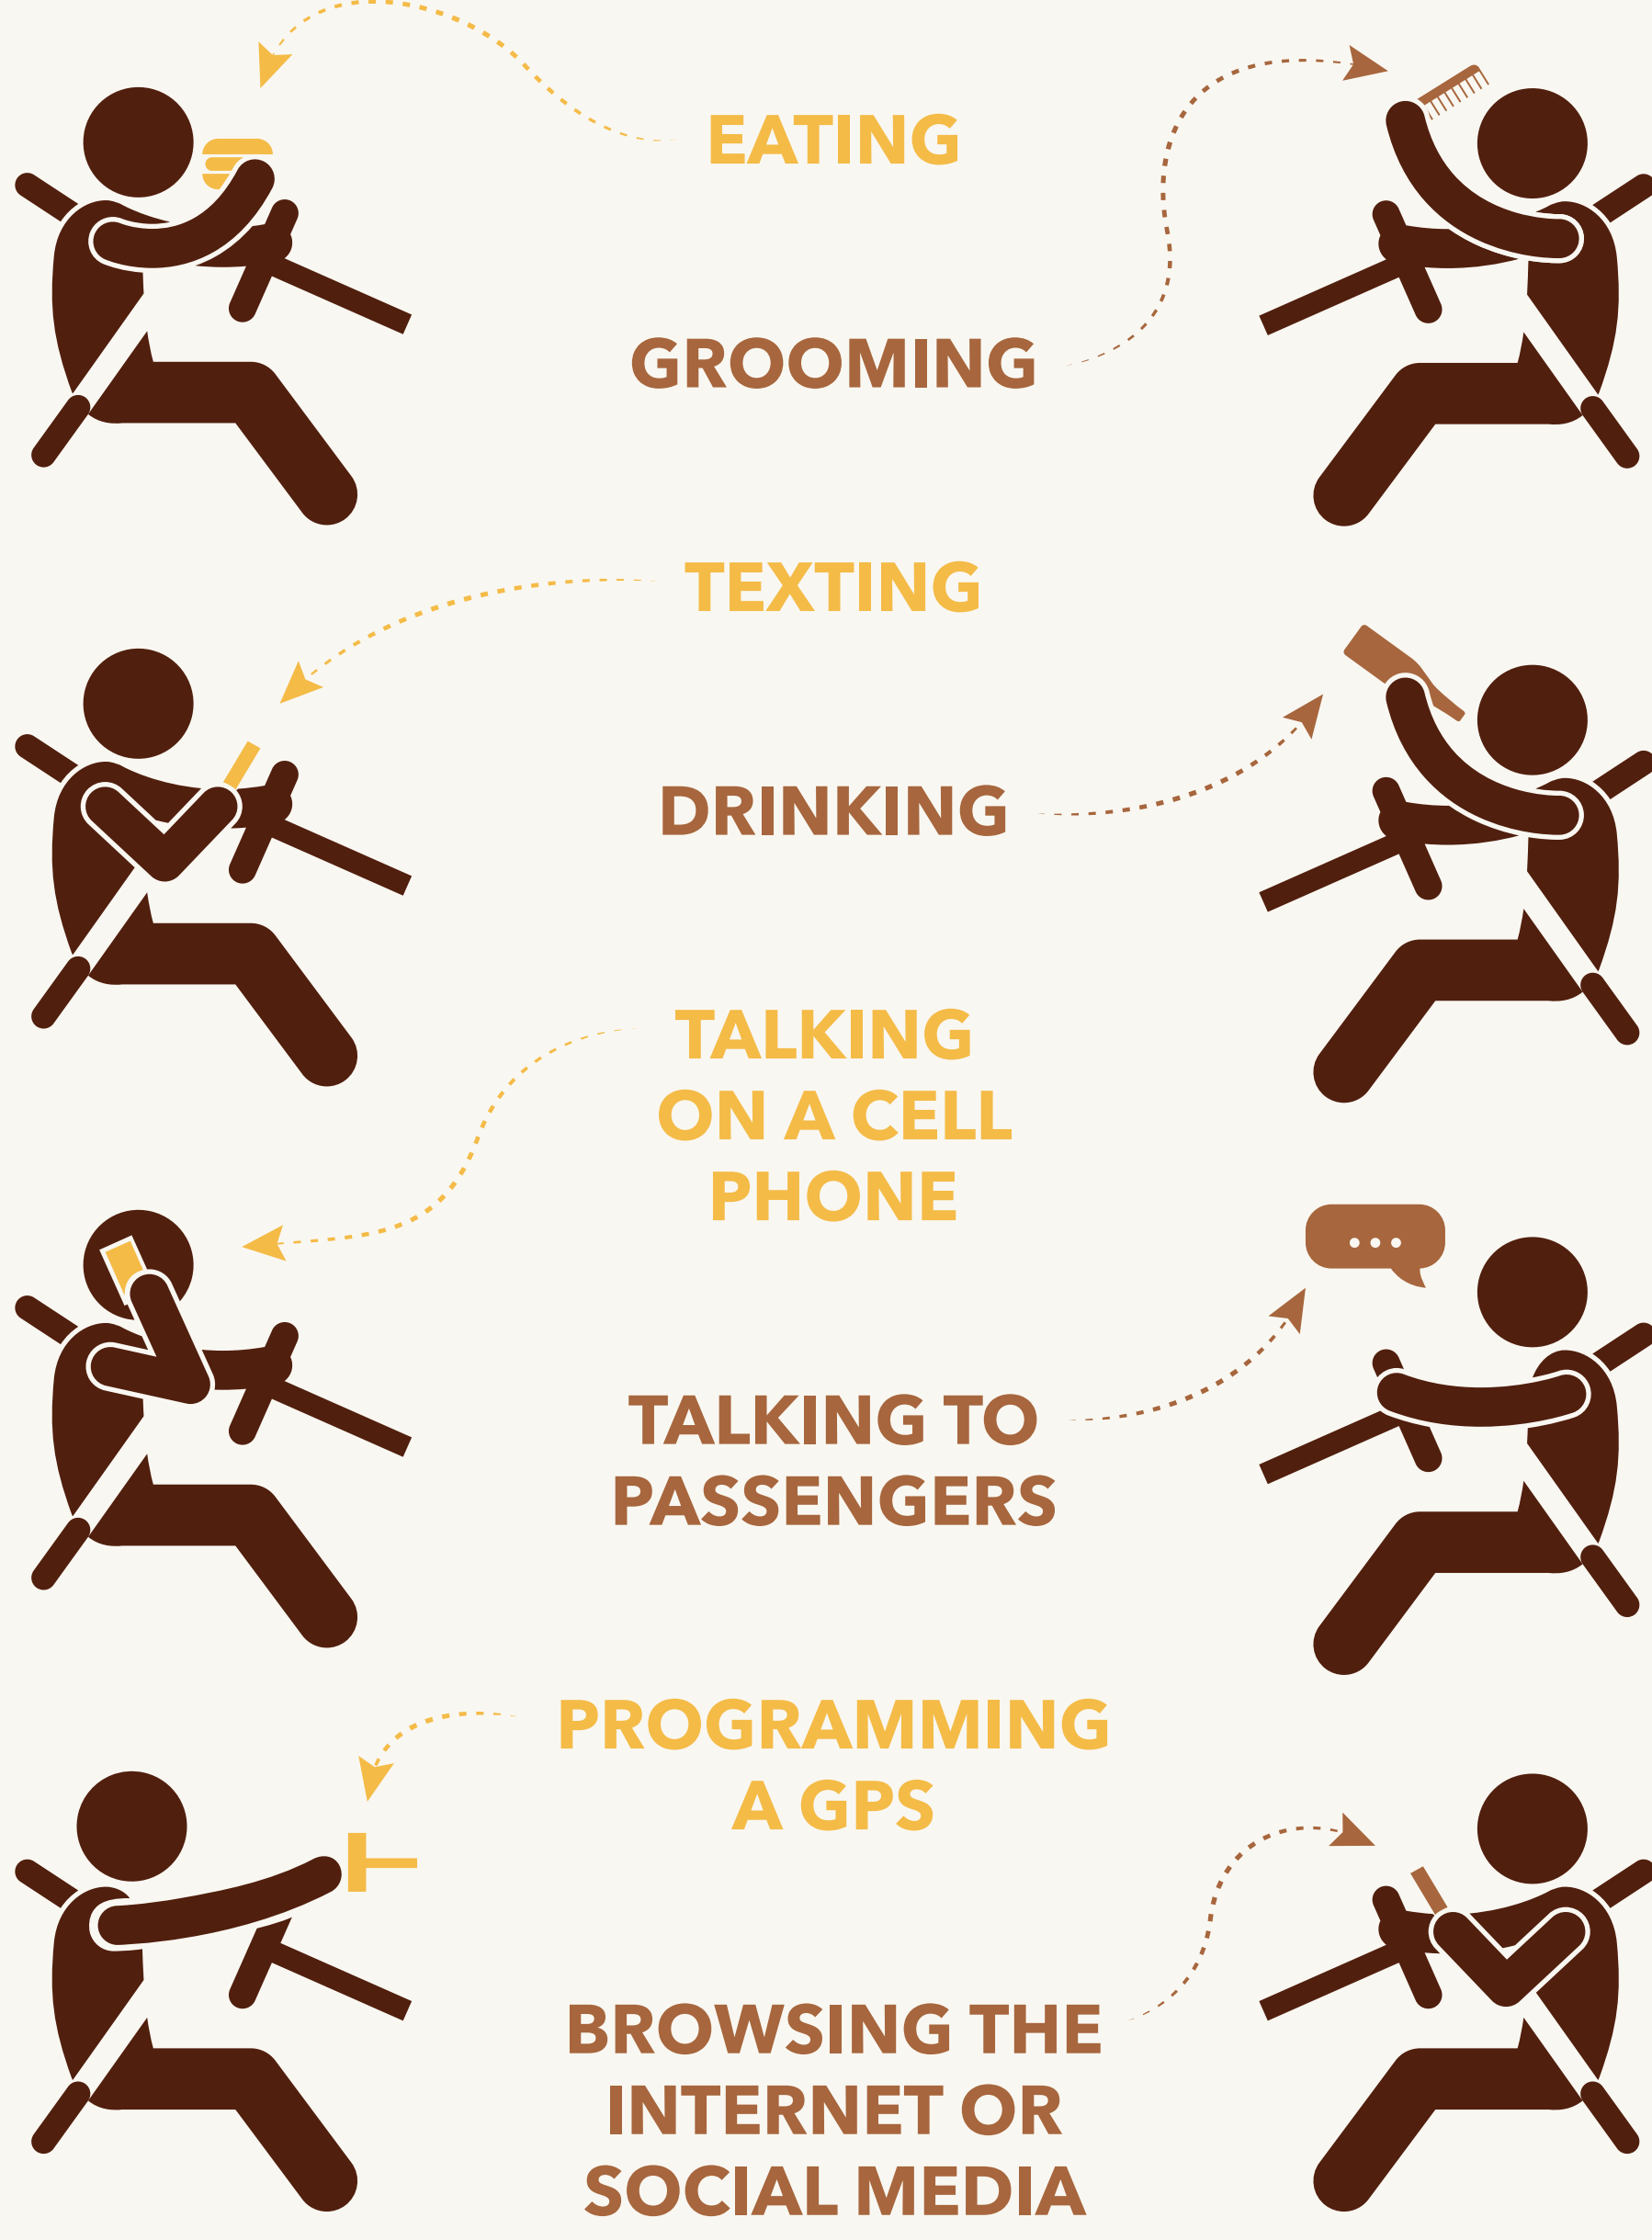 EATING
GROOMING
TEXTING
DRINKING
TALKING
ON A CELL
PHONE
TALKING TO
PASSENGERS
PROGRAMMING
A GPS
BROWSING THE
INTERNET OR
SOCIAL MEDIA